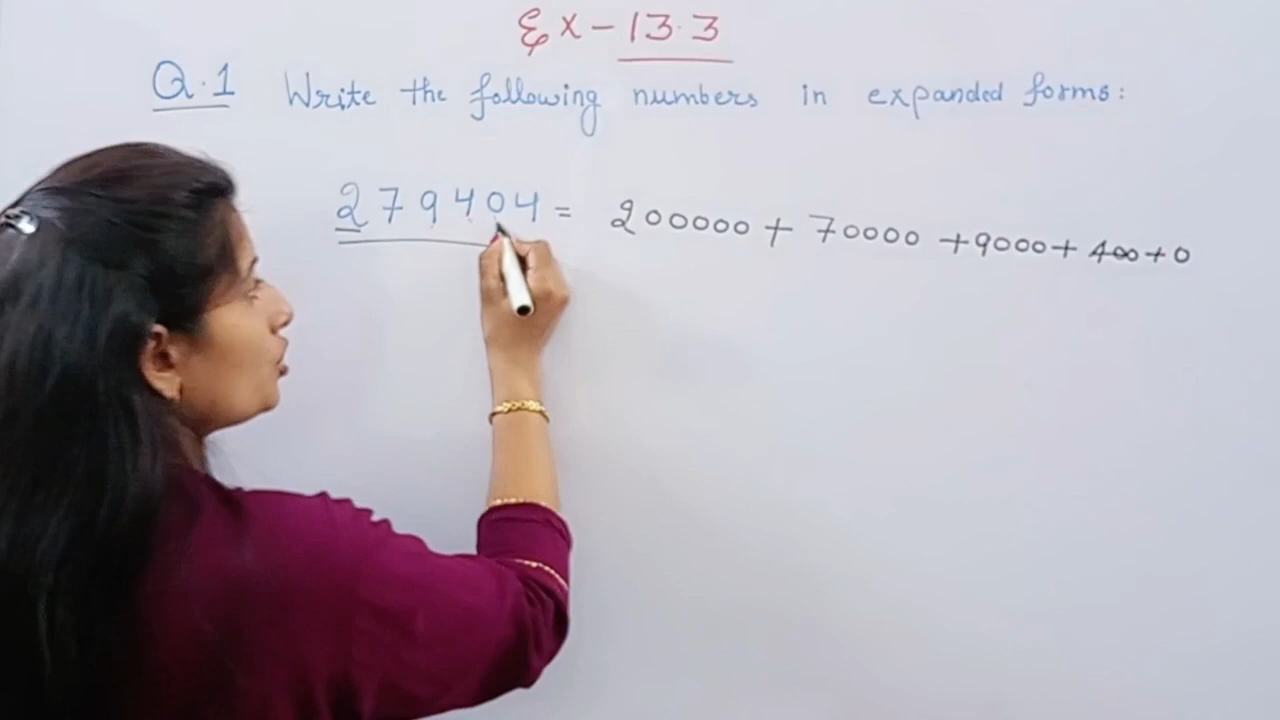 Ex - 13.3
Q.1 Write the following numbers in expanded forms:
279404 = 200000 + 70000 + 9000 + 400 + 0